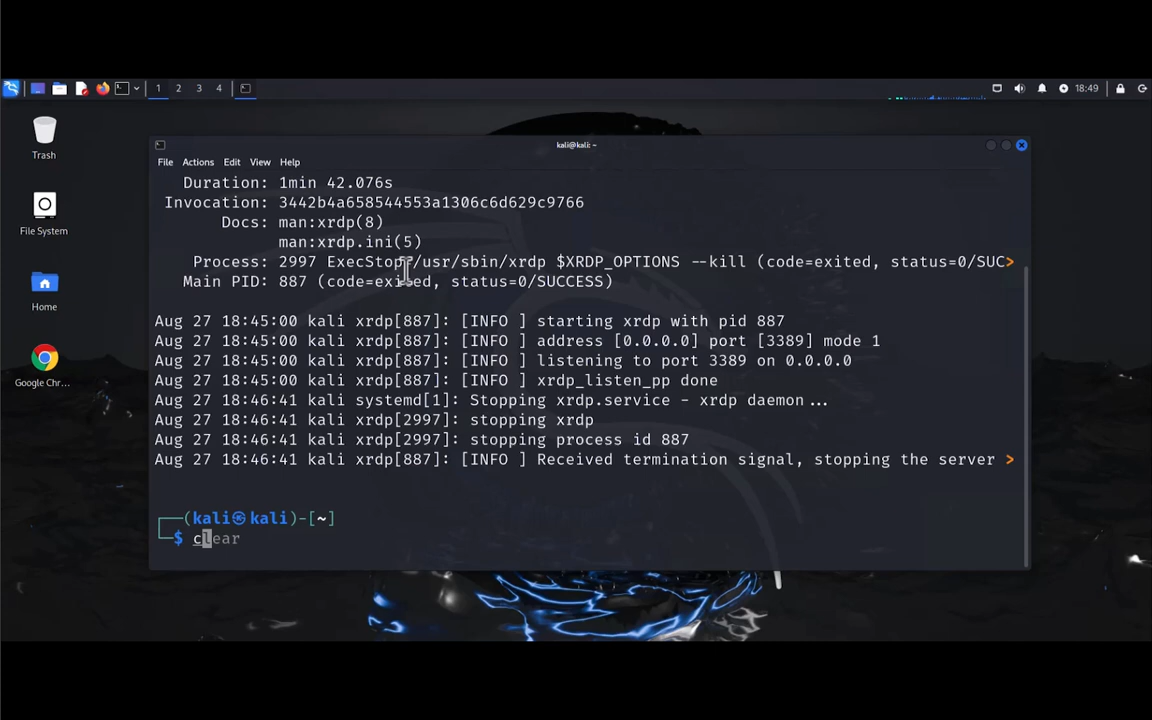 1 2 3 4
18:49
Trash
File System
Home
Google Chr...
kali@kali: ~
File Actions Edit View Help
Duration: 1min 42.076s
Invocation: 3442b4a658544553a1306c6d629c9766
Docs: man:xrdp(8)
man:xrdp.ini(5)
Process: 2997 ExecStop=/usr/sbin/xrdp $XRDP_OPTIONS --kill (code=exited, status=0/SUC>
Main PID: 887 (code=exited, status=0/SUCCESS)
Aug 27 18:45:00 kali xrdp[887]: [INFO ] starting xrdp with pid 887
Aug 27 18:45:00 kali xrdp[887]: [INFO ] address [0.0.0.0] port [3389] mode 1
Aug 27 18:45:00 kali xrdp[887]: [INFO ] listening to port 3389 on 0.0.0.0
Aug 27 18:45:00 kali xrdp[887]: [INFO ] xrdp_listen_pp done
Aug 27 18:46:41 kali systemd[1]: Stopping xrdp.service - xrdp daemon...
Aug 27 18:46:41 kali xrdp[2997]: stopping xrdp
Aug 27 18:46:41 kali xrdp[2997]: stopping process id 887
Aug 27 18:46:41 kali xrdp[887]: [INFO ] Received termination signal, stopping the server >
┌──(kali㉿kali)-[~]
└─$ clear